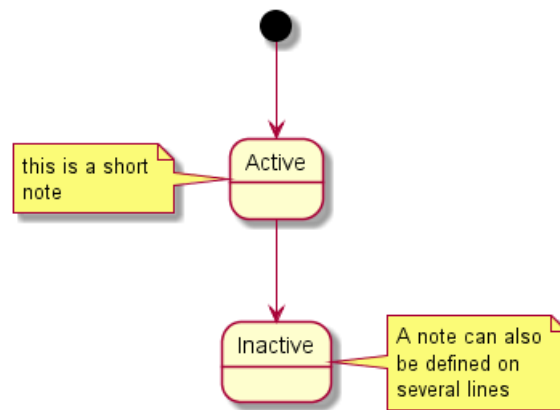 Active
this is a short
note
Inactive
A note can also
be defined on
several lines